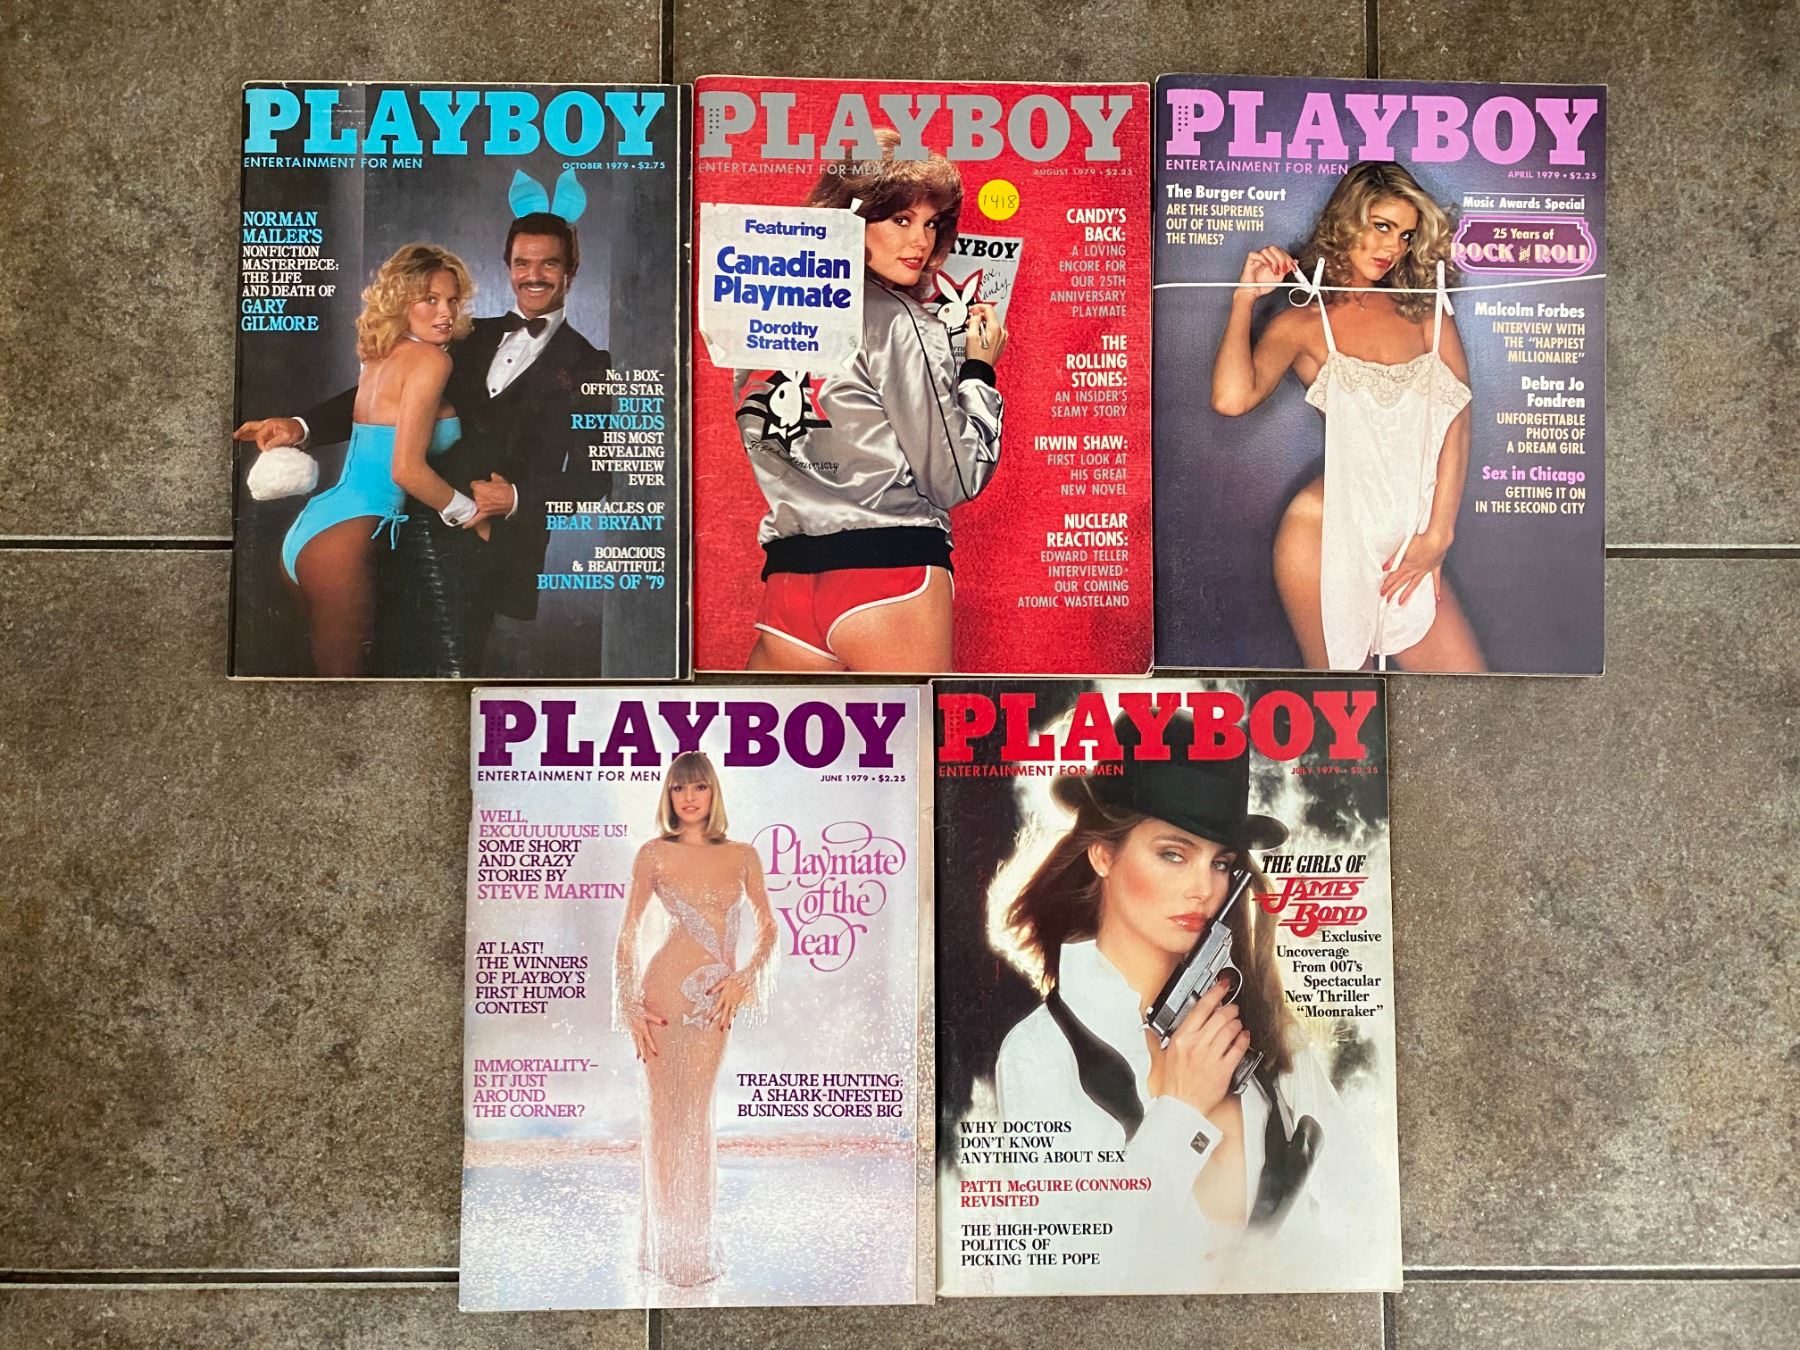 PLAYBOY
ENTERTAINMENT FOR MEN
OCTOBER 1979 • $2.75
NORMAN
MAILER'S
NONFICTION
MASTERPIECE:
THE LIFE
AND DEATH OF
GARY
GILMORE
No. 1 BOX-
OFFICE STAR
BURT
REYNOLDS
HIS MOST
REVEALING
INTERVIEW
EVER
THE MIRACLES OF
BEAR BRYANT
BODACIOUS
& BEAUTIFUL!
BUNNIES OF '79
PLAYBOY
ENTERTAINMENT FOR MEN
AUGUST 1979 • $2.25
1418
Featuring
Canadian
Playmate
Dorothy
Stratten
AYBOY
love,
Candy
Anniversary
CANDY'S
BACK:
A LOVING
ENCORE FOR
OUR 25TH
ANNIVERSARY
PLAYMATE
THE
ROLLING
STONES:
AN INSIDER'S
SEAMY STORY
IRWIN SHAW:
FIRST LOOK AT
HIS GREAT
NEW NOVEL
NUCLEAR
REACTIONS:
EDWARD TELLER
INTERVIEWED•
OUR COMING
ATOMIC WASTELAND
PLAYBOY
ENTERTAINMENT FOR MEN
APRIL 1979 • $2.25
The Burger Court
ARE THE SUPREMES
OUT OF TUNE WITH
THE TIMES?
Music Awards Special
25 Years of
ROCK and ROLL
Malcolm Forbes
INTERVIEW WITH
THE "HAPPIEST
MILLIONAIRE"
Debra Jo
Fondren
UNFORGETTABLE
PHOTOS OF
A DREAM GIRL
Sex in Chicago
GETTING IT ON
IN THE SECOND CITY
PLAYBOY
ENTERTAINMENT FOR MEN
JUNE 1979 • $2.25
WELL,
EXCUUUUUUSE US!
SOME SHORT
AND CRAZY
STORIES BY
STEVE MARTIN
Playmate
of the
Year
AT LAST!
THE WINNERS
OF PLAYBOY'S
FIRST HUMOR
CONTEST
IMMORTALITY–
IS IT JUST
AROUND
THE CORNER?
TREASURE HUNTING:
A SHARK-INFESTED
BUSINESS SCORES BIG
PLAYBOY
ENTERTAINMENT FOR MEN
JULY 1979 • $2.25
THE GIRLS OF
JAMES
BOND
Exclusive
Uncoverage
From 007's
Spectacular
New Thriller
"Moonraker"
WHY DOCTORS
DON'T KNOW
ANYTHING ABOUT SEX
PATTI McGUIRE (CONNORS)
REVISITED
THE HIGH-POWERED
POLITICS OF
PICKING THE POPE